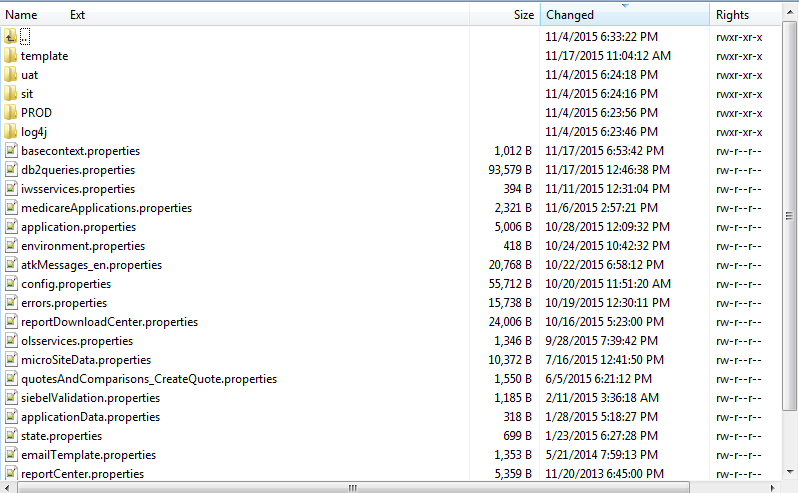 Name Ext Size Changed Rights
.. 11/4/2015 6:33:22 PM rwxr-xr-x
template 11/17/2015 11:04:12 AM rwxr-xr-x
uat 11/4/2015 6:24:18 PM rwxr-xr-x
sit 11/4/2015 6:24:16 PM rwxr-xr-x
PROD 11/4/2015 6:23:56 PM rwxr-xr-x
log4j 11/4/2015 6:23:46 PM rwxr-xr-x
basecontext.properties 1,012 B 11/17/2015 6:53:42 PM rw-r--r--
db2queries.properties 93,579 B 11/17/2015 12:46:38 PM rw-r--r--
iwsservices.properties 394 B 11/11/2015 12:31:04 PM rw-r--r--
medicareApplications.properties 2,321 B 11/6/2015 2:57:21 PM rw-r--r--
application.properties 5,006 B 10/28/2015 12:09:32 PM rw-r--r--
environment.properties 418 B 10/24/2015 10:42:32 PM rw-r--r--
atkMessages_en.properties 20,768 B 10/22/2015 6:58:12 PM rw-r--r--
config.properties 55,712 B 10/20/2015 11:51:20 AM rw-r--r--
errors.properties 15,738 B 10/19/2015 12:30:11 PM rw-r--r--
reportDownloadCenter.properties 24,006 B 10/16/2015 5:23:00 PM rw-r--r--
olsservices.properties 1,346 B 9/28/2015 7:39:42 PM rw-r--r--
microSiteData.properties 10,372 B 7/16/2015 12:41:50 PM rw-r--r--
quotesAndComparisons_CreateQuote.properties 1,550 B 6/5/2015 6:21:12 PM rw-r--r--
siebelValidation.properties 1,185 B 2/11/2015 3:36:18 AM rw-r--r--
applicationData.properties 318 B 1/28/2015 5:18:27 PM rw-r--r--
state.properties 699 B 1/23/2015 6:27:28 PM rw-r--r--
emailTemplate.properties 1,353 B 5/21/2014 7:59:13 PM rw-r--r--
reportCenter.properties 5,359 B 11/20/2013 6:45:00 PM rw-r--r--